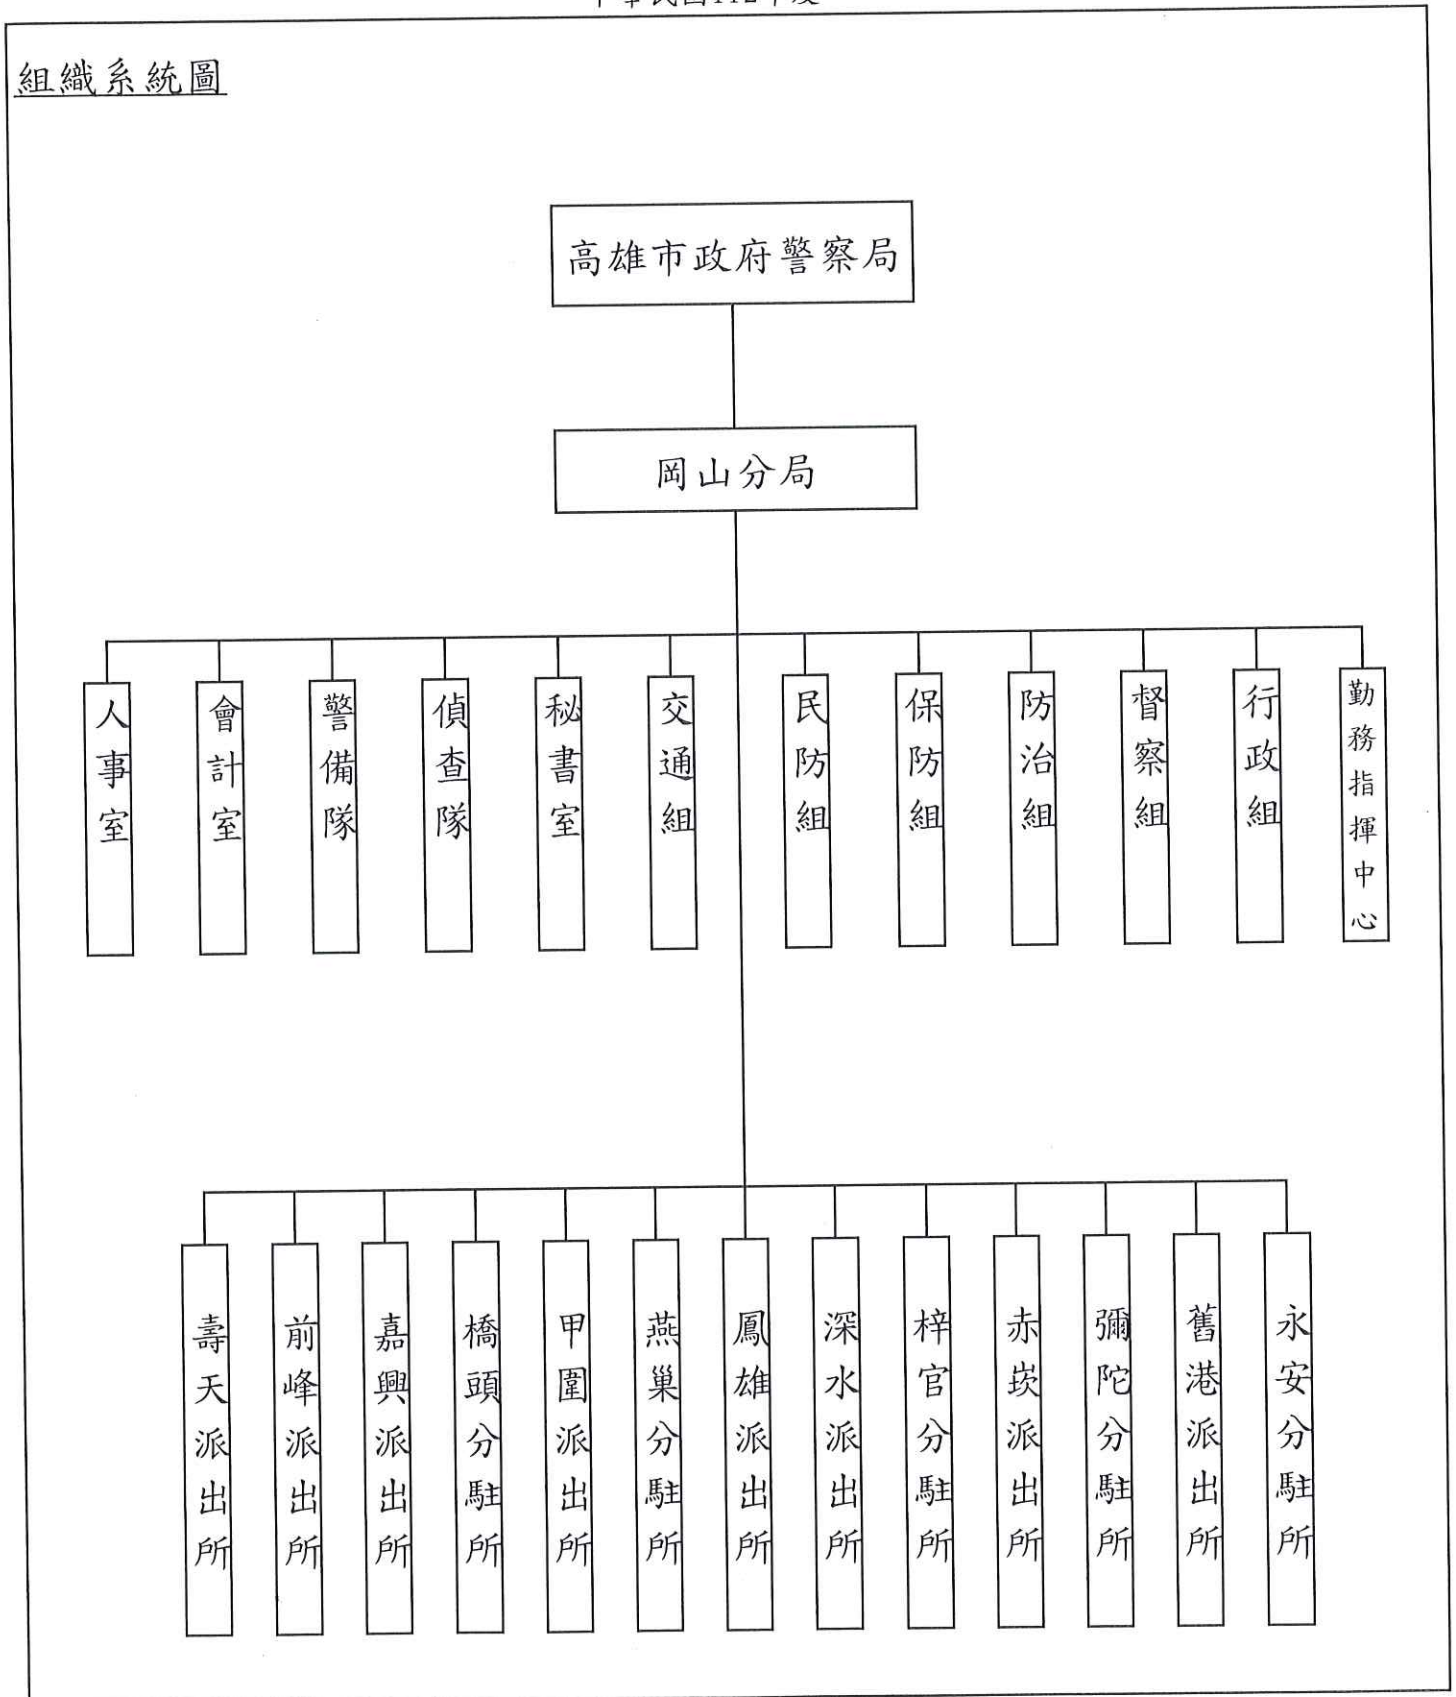 組織系統圖
高雄市政府警察局
岡山分局
人事室
會計室
警備隊
偵查隊
秘書室
交通組
民防組
保防組
防治組
督察組
行政組
勤務指揮中心
壽天派出所
前峰派出所
嘉興派出所
橋頭分駐所
甲圍派出所
燕巢分駐所
鳳雄派出所
深水派出所
梓官分駐所
赤崁派出所
彌陀分駐所
舊港派出所
永安分駐所